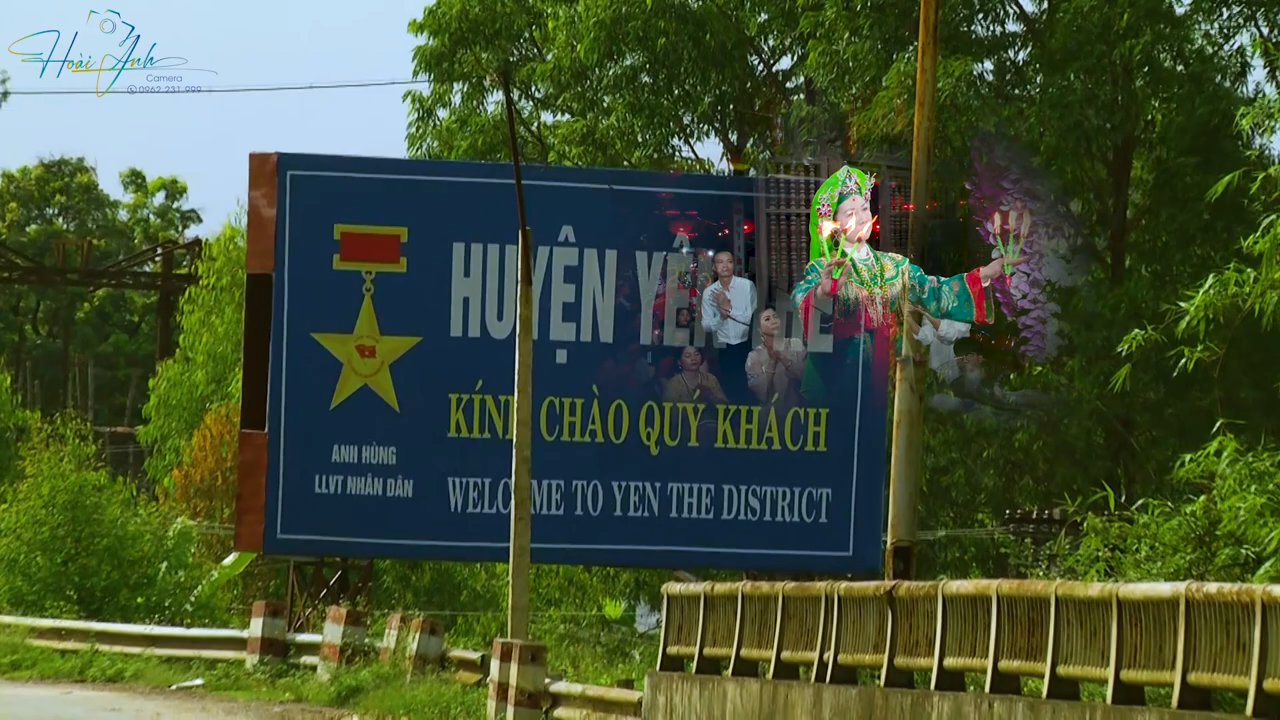 Hoài Anh
Camera
0962.231.999
HUYỆN YÊN THẾ
KÍNH CHÀO QUÝ KHÁCH
ANH HÙNG
LLVT NHÂN DÂN
WELCOME TO YEN THE DISTRICT